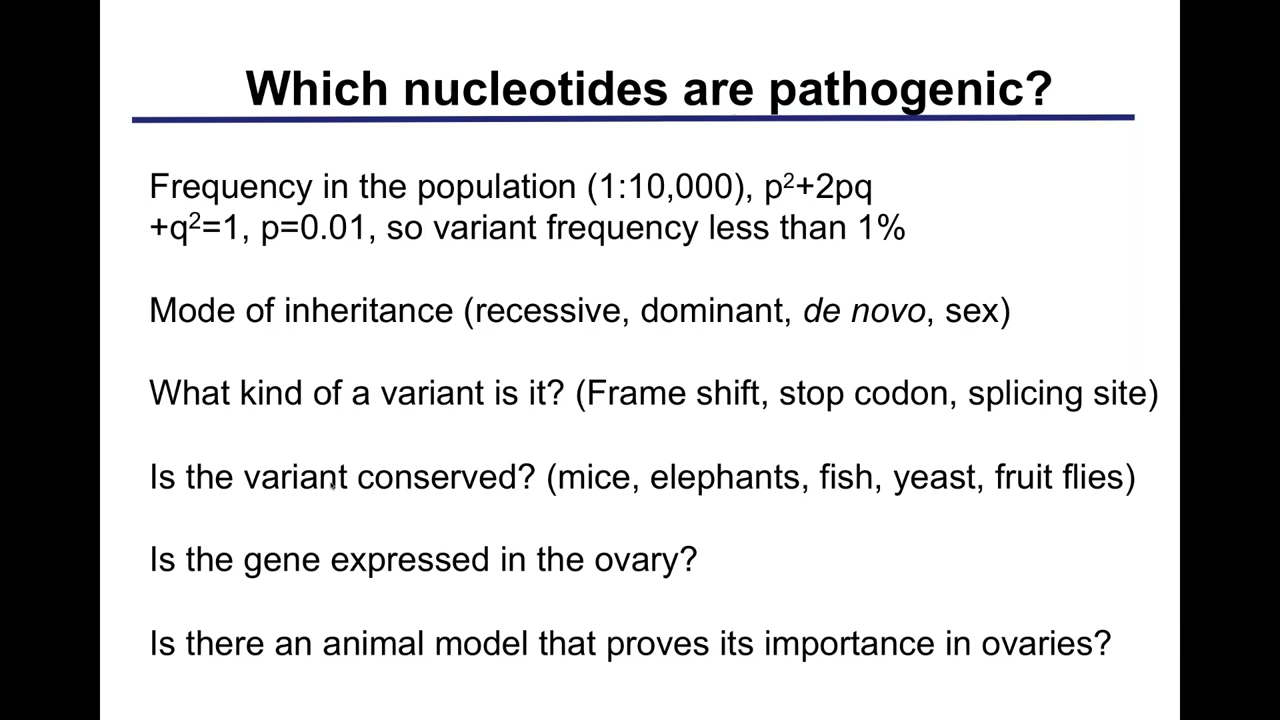 Which nucleotides are pathogenic?
Frequency in the population (1:10,000), p²+2pq
+q²=1, p=0.01, so variant frequency less than 1%
Mode of inheritance (recessive, dominant, de novo, sex)
What kind of a variant is it? (Frame shift, stop codon, splicing site)
Is the variant conserved? (mice, elephants, fish, yeast, fruit flies)
Is the gene expressed in the ovary?
Is there an animal model that proves its importance in ovaries?